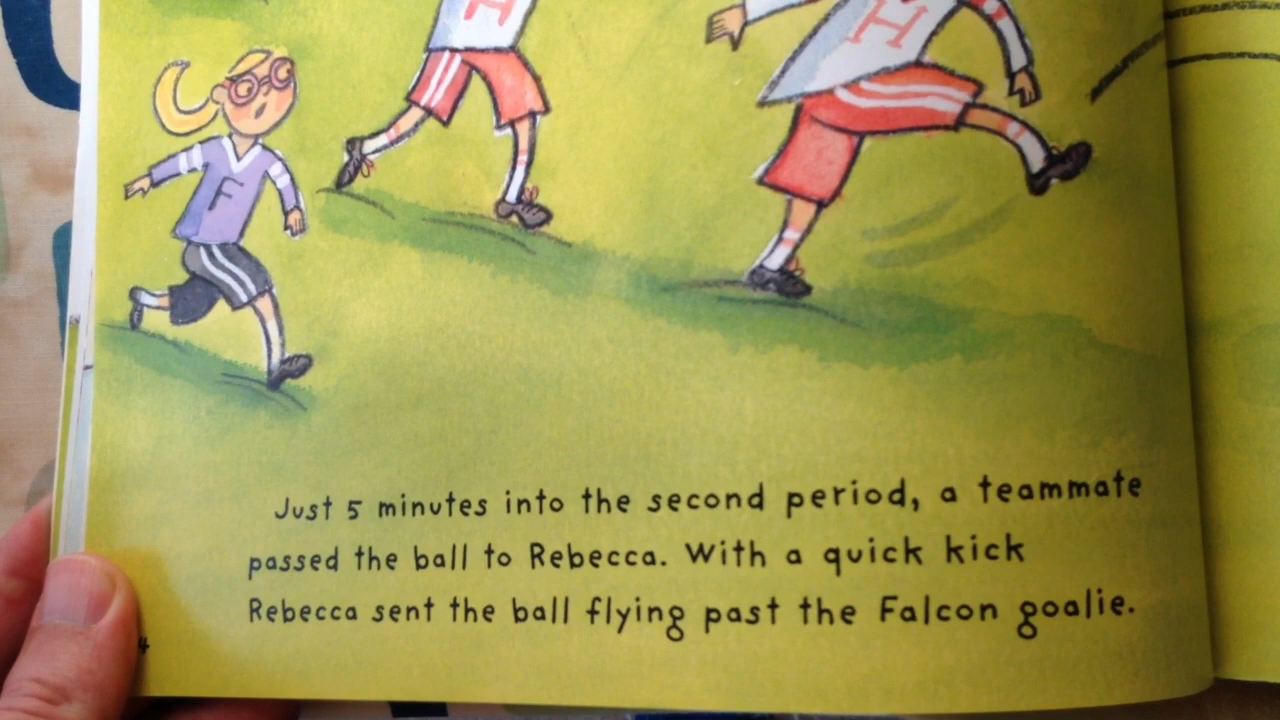 H
H
F
Just 5 minutes into the second period, a teammate
passed the ball to Rebecca. With a quick kick
Rebecca sent the ball flying past the Falcon goalie.
4